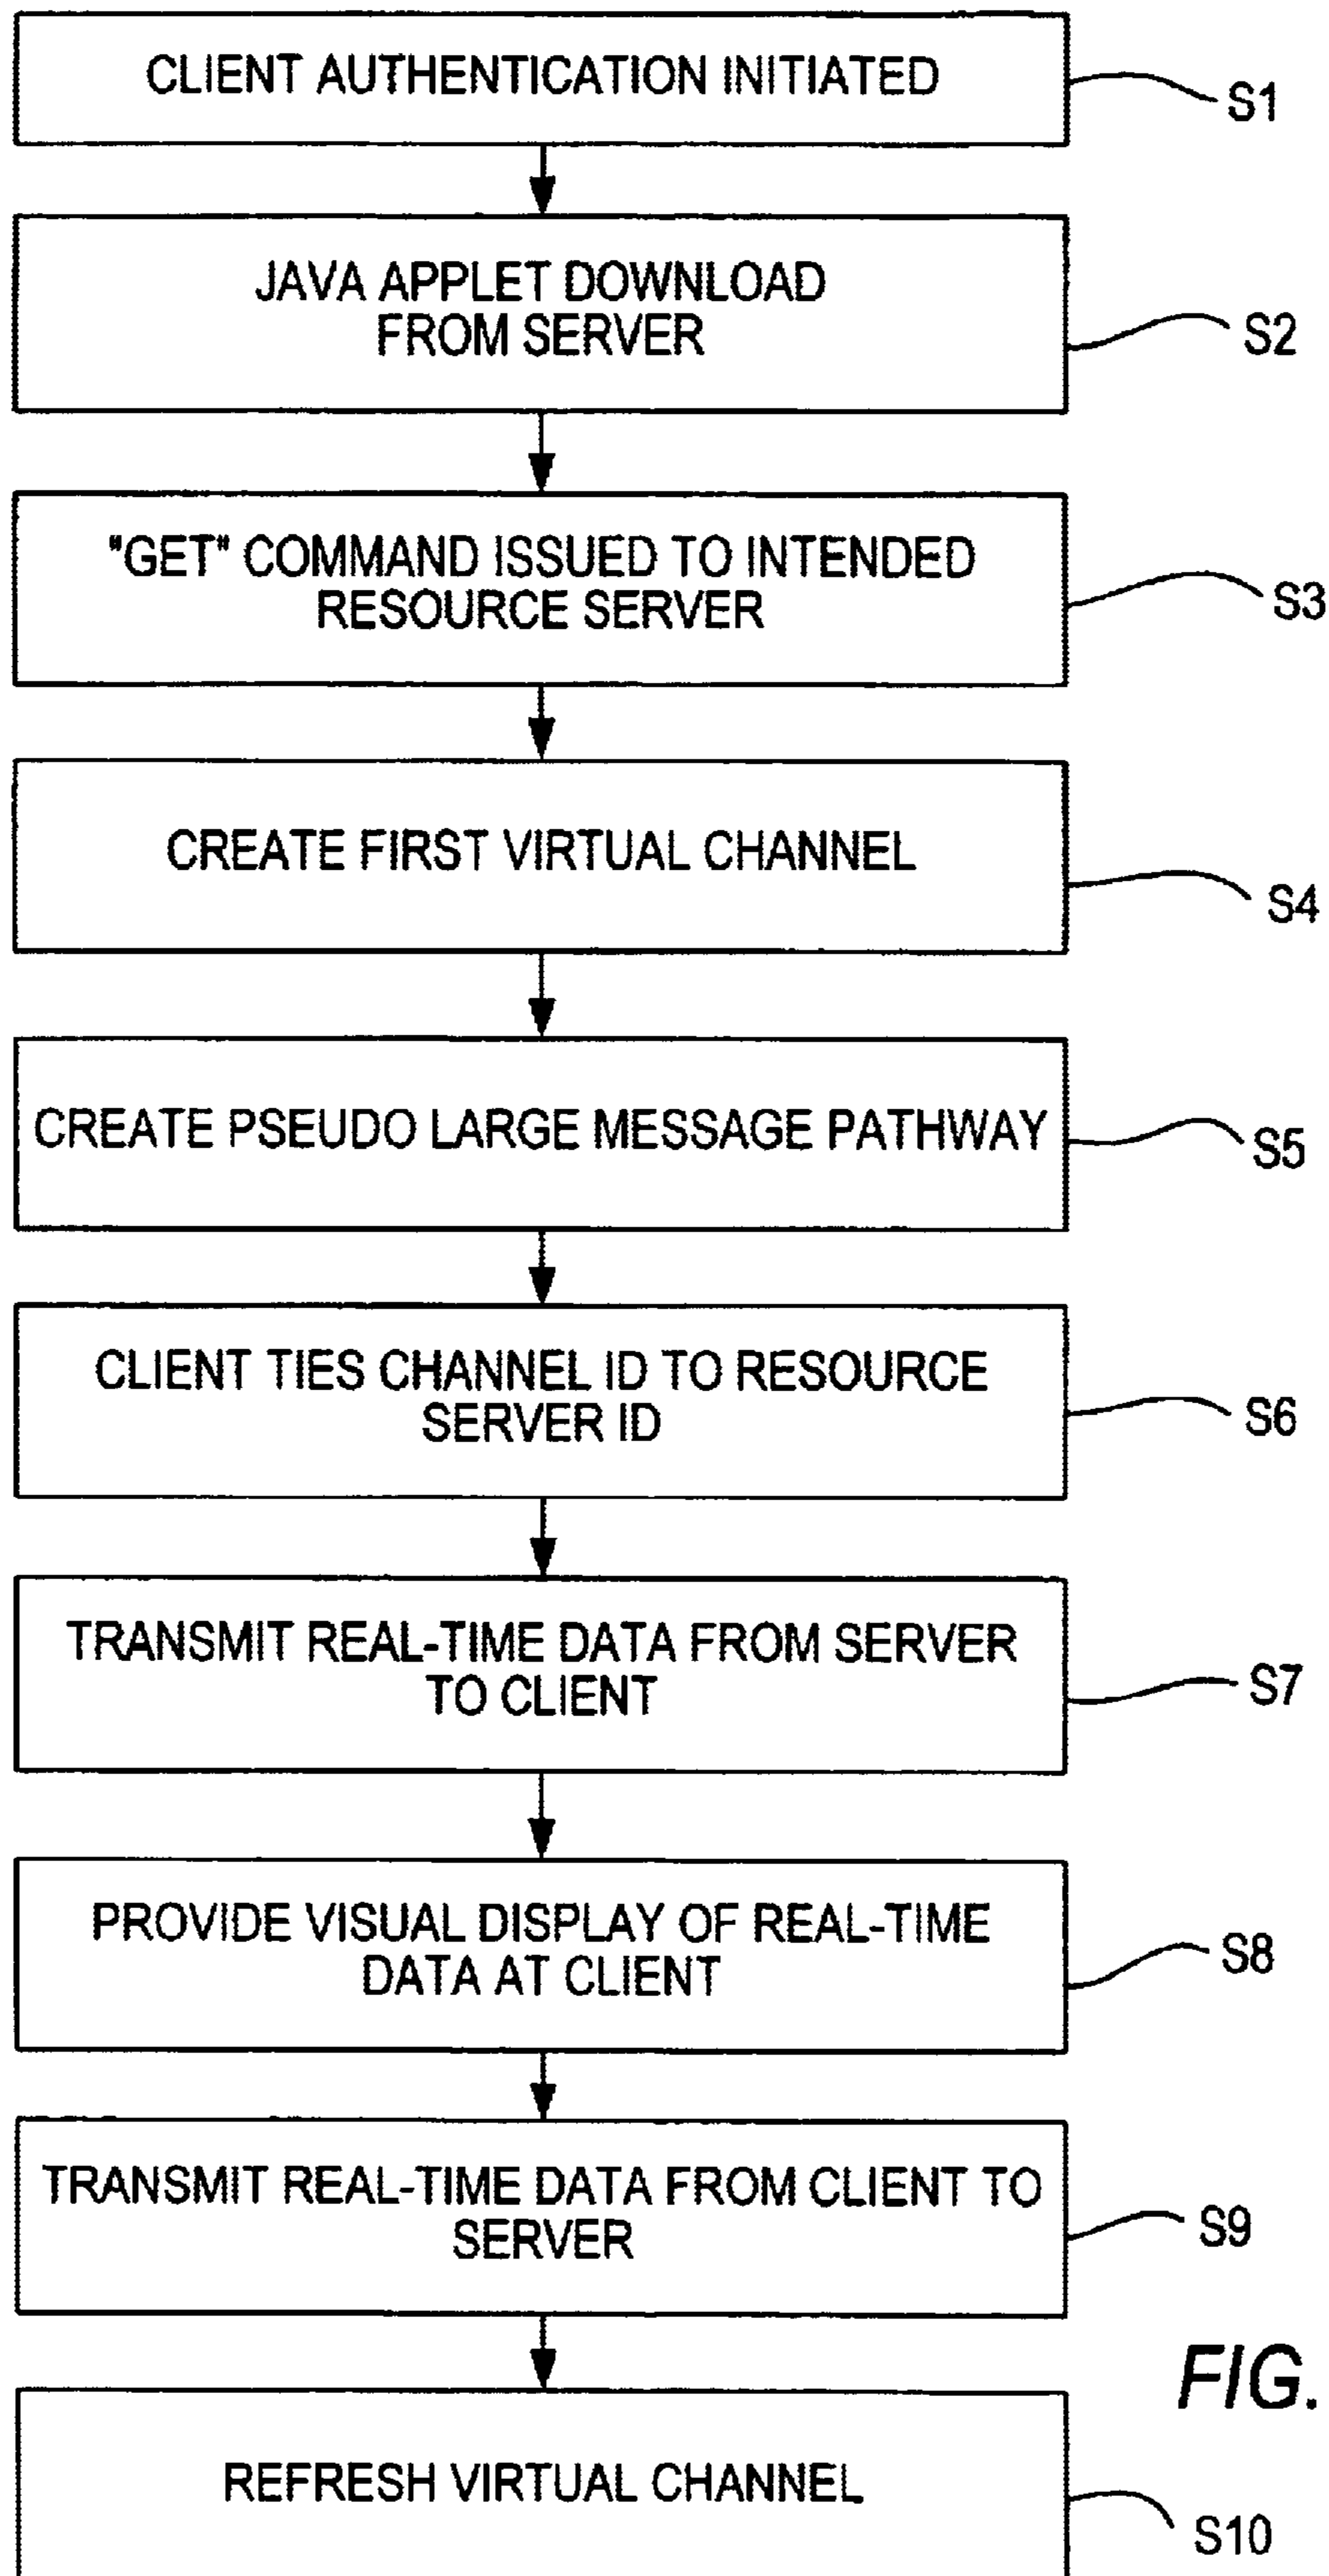 CLIENT AUTHENTICATION INITIATED
S1
JAVA APPLET DOWNLOAD
FROM SERVER
S2
"GET" COMMAND ISSUED TO INTENDED
RESOURCE SERVER
S3
CREATE FIRST VIRTUAL CHANNEL
S4
CREATE PSEUDO LARGE MESSAGE PATHWAY
S5
CLIENT TIES CHANNEL ID TO RESOURCE
SERVER ID
S6
TRANSMIT REAL-TIME DATA FROM SERVER
TO CLIENT
S7
PROVIDE VISUAL DISPLAY OF REAL-TIME
DATA AT CLIENT
S8
TRANSMIT REAL-TIME DATA FROM CLIENT TO
SERVER
S9
FIG.
REFRESH VIRTUAL CHANNEL
S10